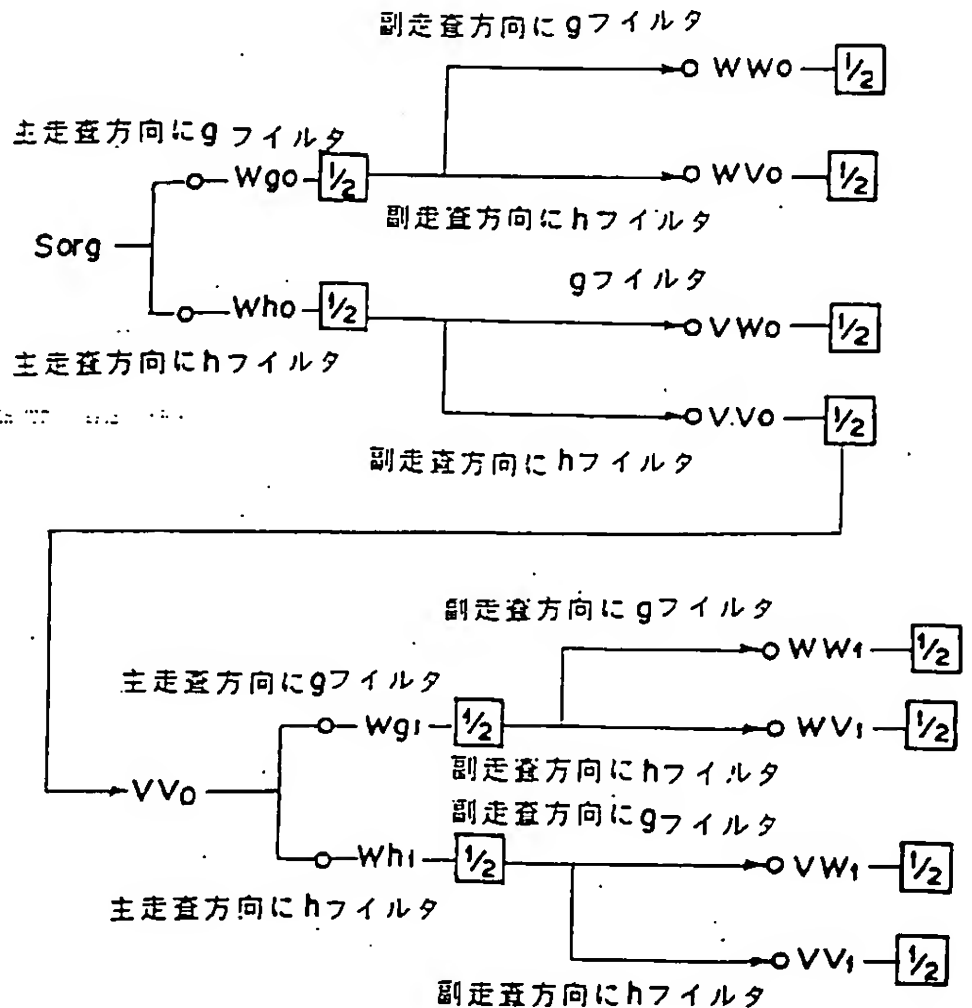 副走査方向にgフィルタ
WW0 1/2
主走査方向にgフィルタ
Wg0 1/2 WV0 1/2
副走査方向にhフィルタ
Sorg
gフィルタ
Wh0 1/2 VW0 1/2
主走査方向にhフィルタ
VV0 1/2
副走査方向にhフィルタ
副走査方向にgフィルタ
WW1 1/2
主走査方向にgフィルタ
Wg1 1/2 WV1 1/2
副走査方向にhフィルタ
VV0
副走査方向にgフィルタ
Wh1 1/2 VW1 1/2
主走査方向にhフィルタ
VV1 1/2
副走査方向にhフィルタ